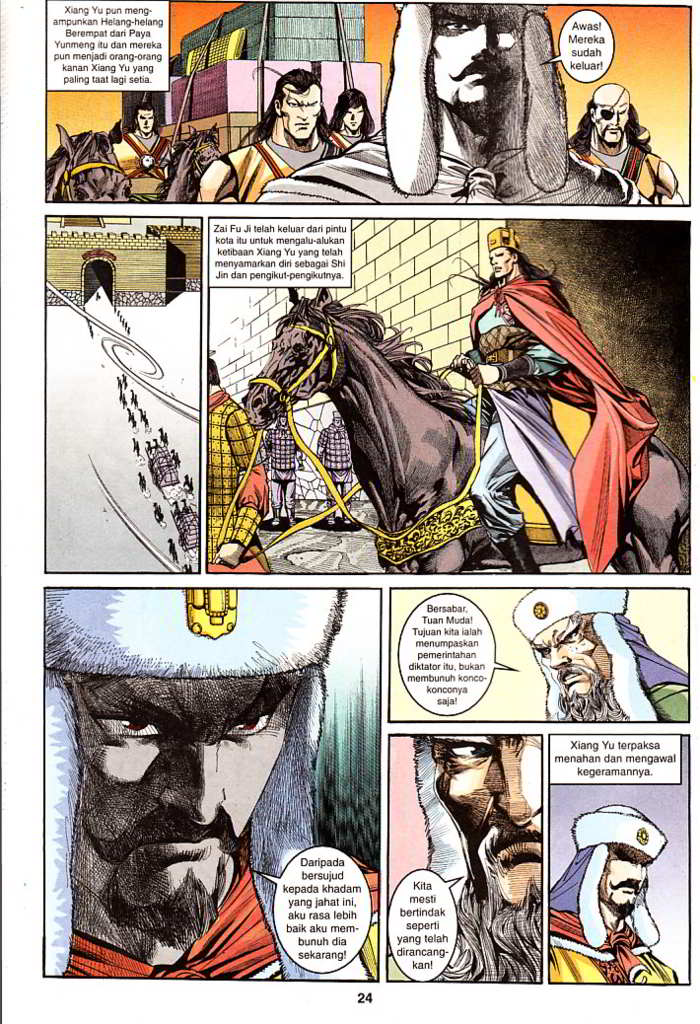 Xiang Yu pun meng-
ampunkan Helang-helang
Berempat dari Paya
Yunmeng itu dan mereka
pun menjadi orang-orang
kanan Xiang Yu yang
paling taat lagi setia.
Awas!
Mereka
sudah
keluar!
Zai Fu Ji telah keluar dari pintu
kota itu untuk mengalu-alukan
ketibaan Xiang Yu yang telah
menyamarkan diri sebagai Shi
Jin dan pengikut-pengikutnya.
Daripada
bersujud
kepada khadam
yang jahat ini,
aku rasa lebih
baik aku mem-
bunuh dia
sekarang!
Bersabar,
Tuan Muda!
Tujuan kita ialah
menumpaskan
pemerintahan
diktator itu, bukan
membunuh konco-
konconya
saja!
Kita
mesti
bertindak
seperti
yang telah
dirancang-
kan!
Xiang Yu terpaksa
menahan dan mengawal
kegeramannya.
24